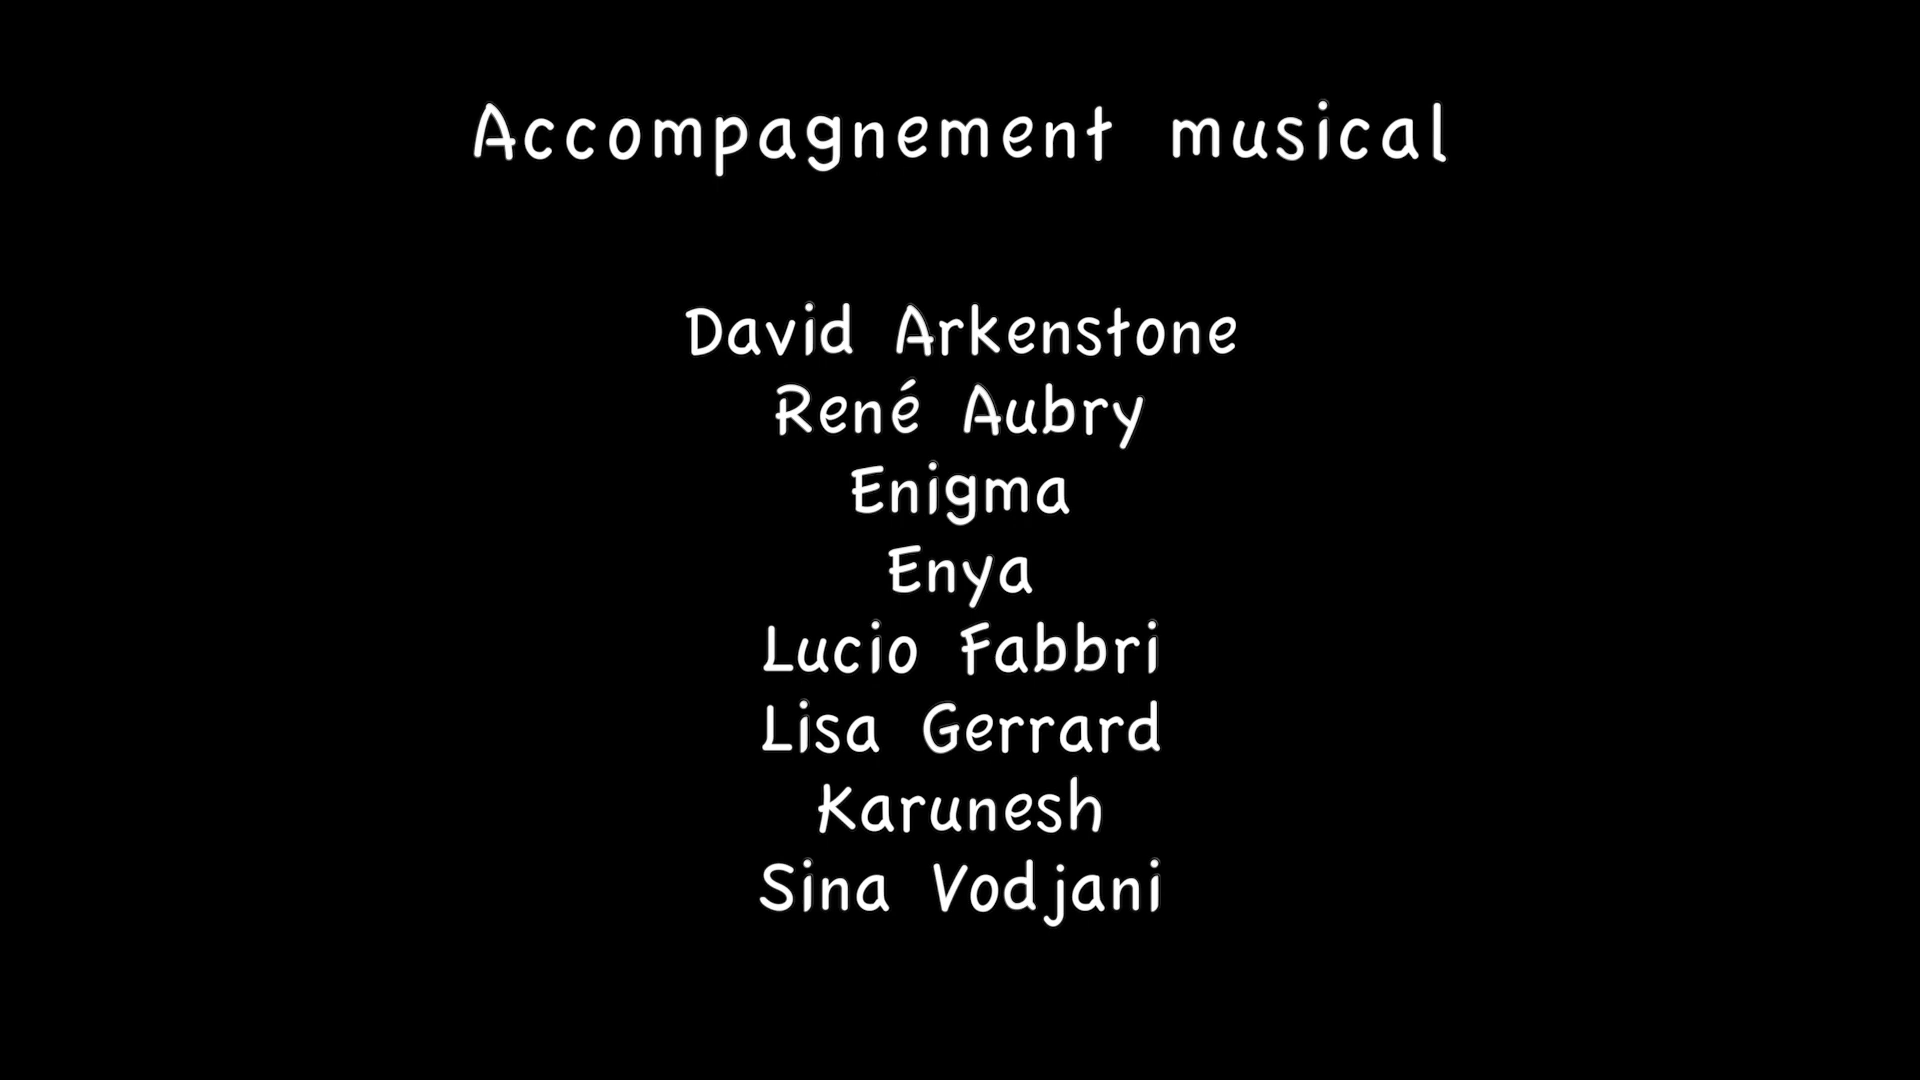 Accompagnement musical
David Arkenstone
René Aubry
Enigma
Enya
Lucio Fabbri
Lisa Gerrard
Karunesh
Sina Vodjani